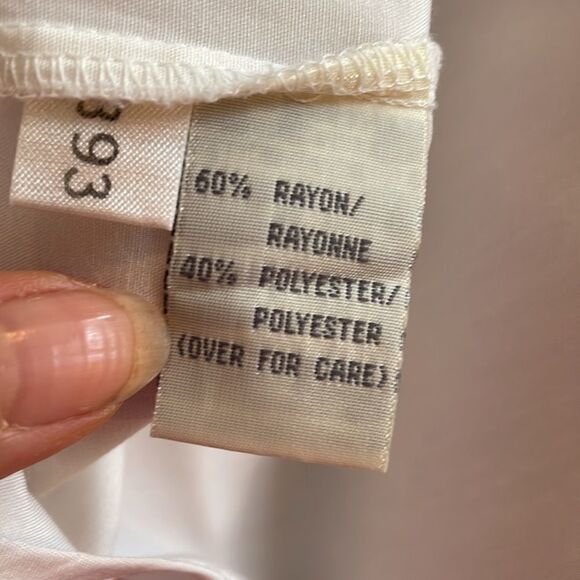 393
60% RAYON/
RAYONNE
40% POLYESTER/
POLYESTER
(OVER FOR CARE)